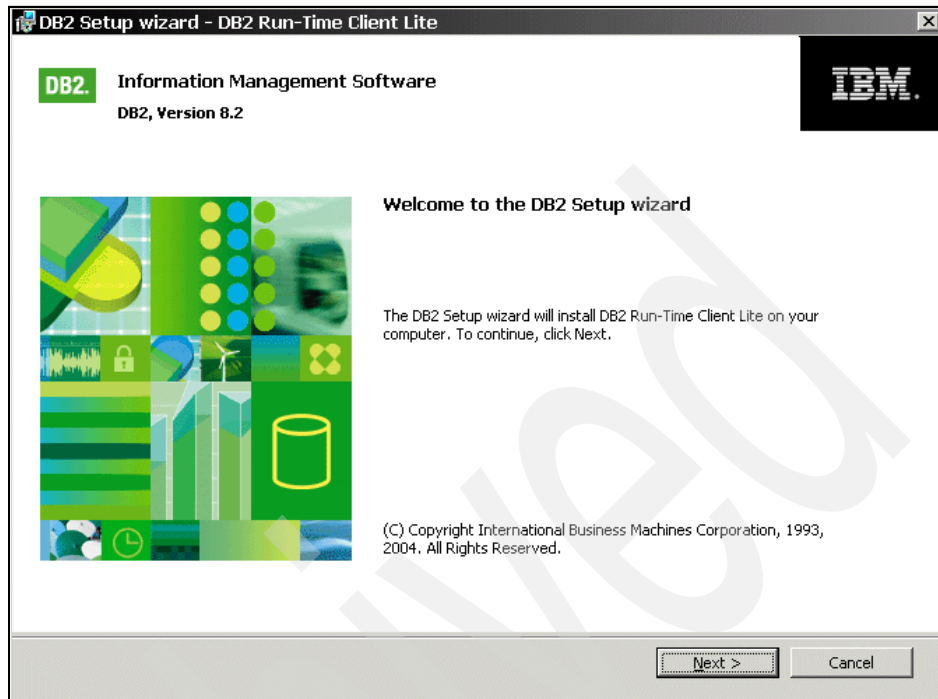 DB2 Setup wizard - DB2 Run-Time Client Lite
DB2.
Information Management Software
DB2, Version 8.2
IBM.
Welcome to the DB2 Setup wizard
The DB2 Setup wizard will install DB2 Run-Time Client Lite on your
computer. To continue, click Next.
(C) Copyright International Business Machines Corporation, 1993,
2004. All Rights Reserved.
Next >
Cancel